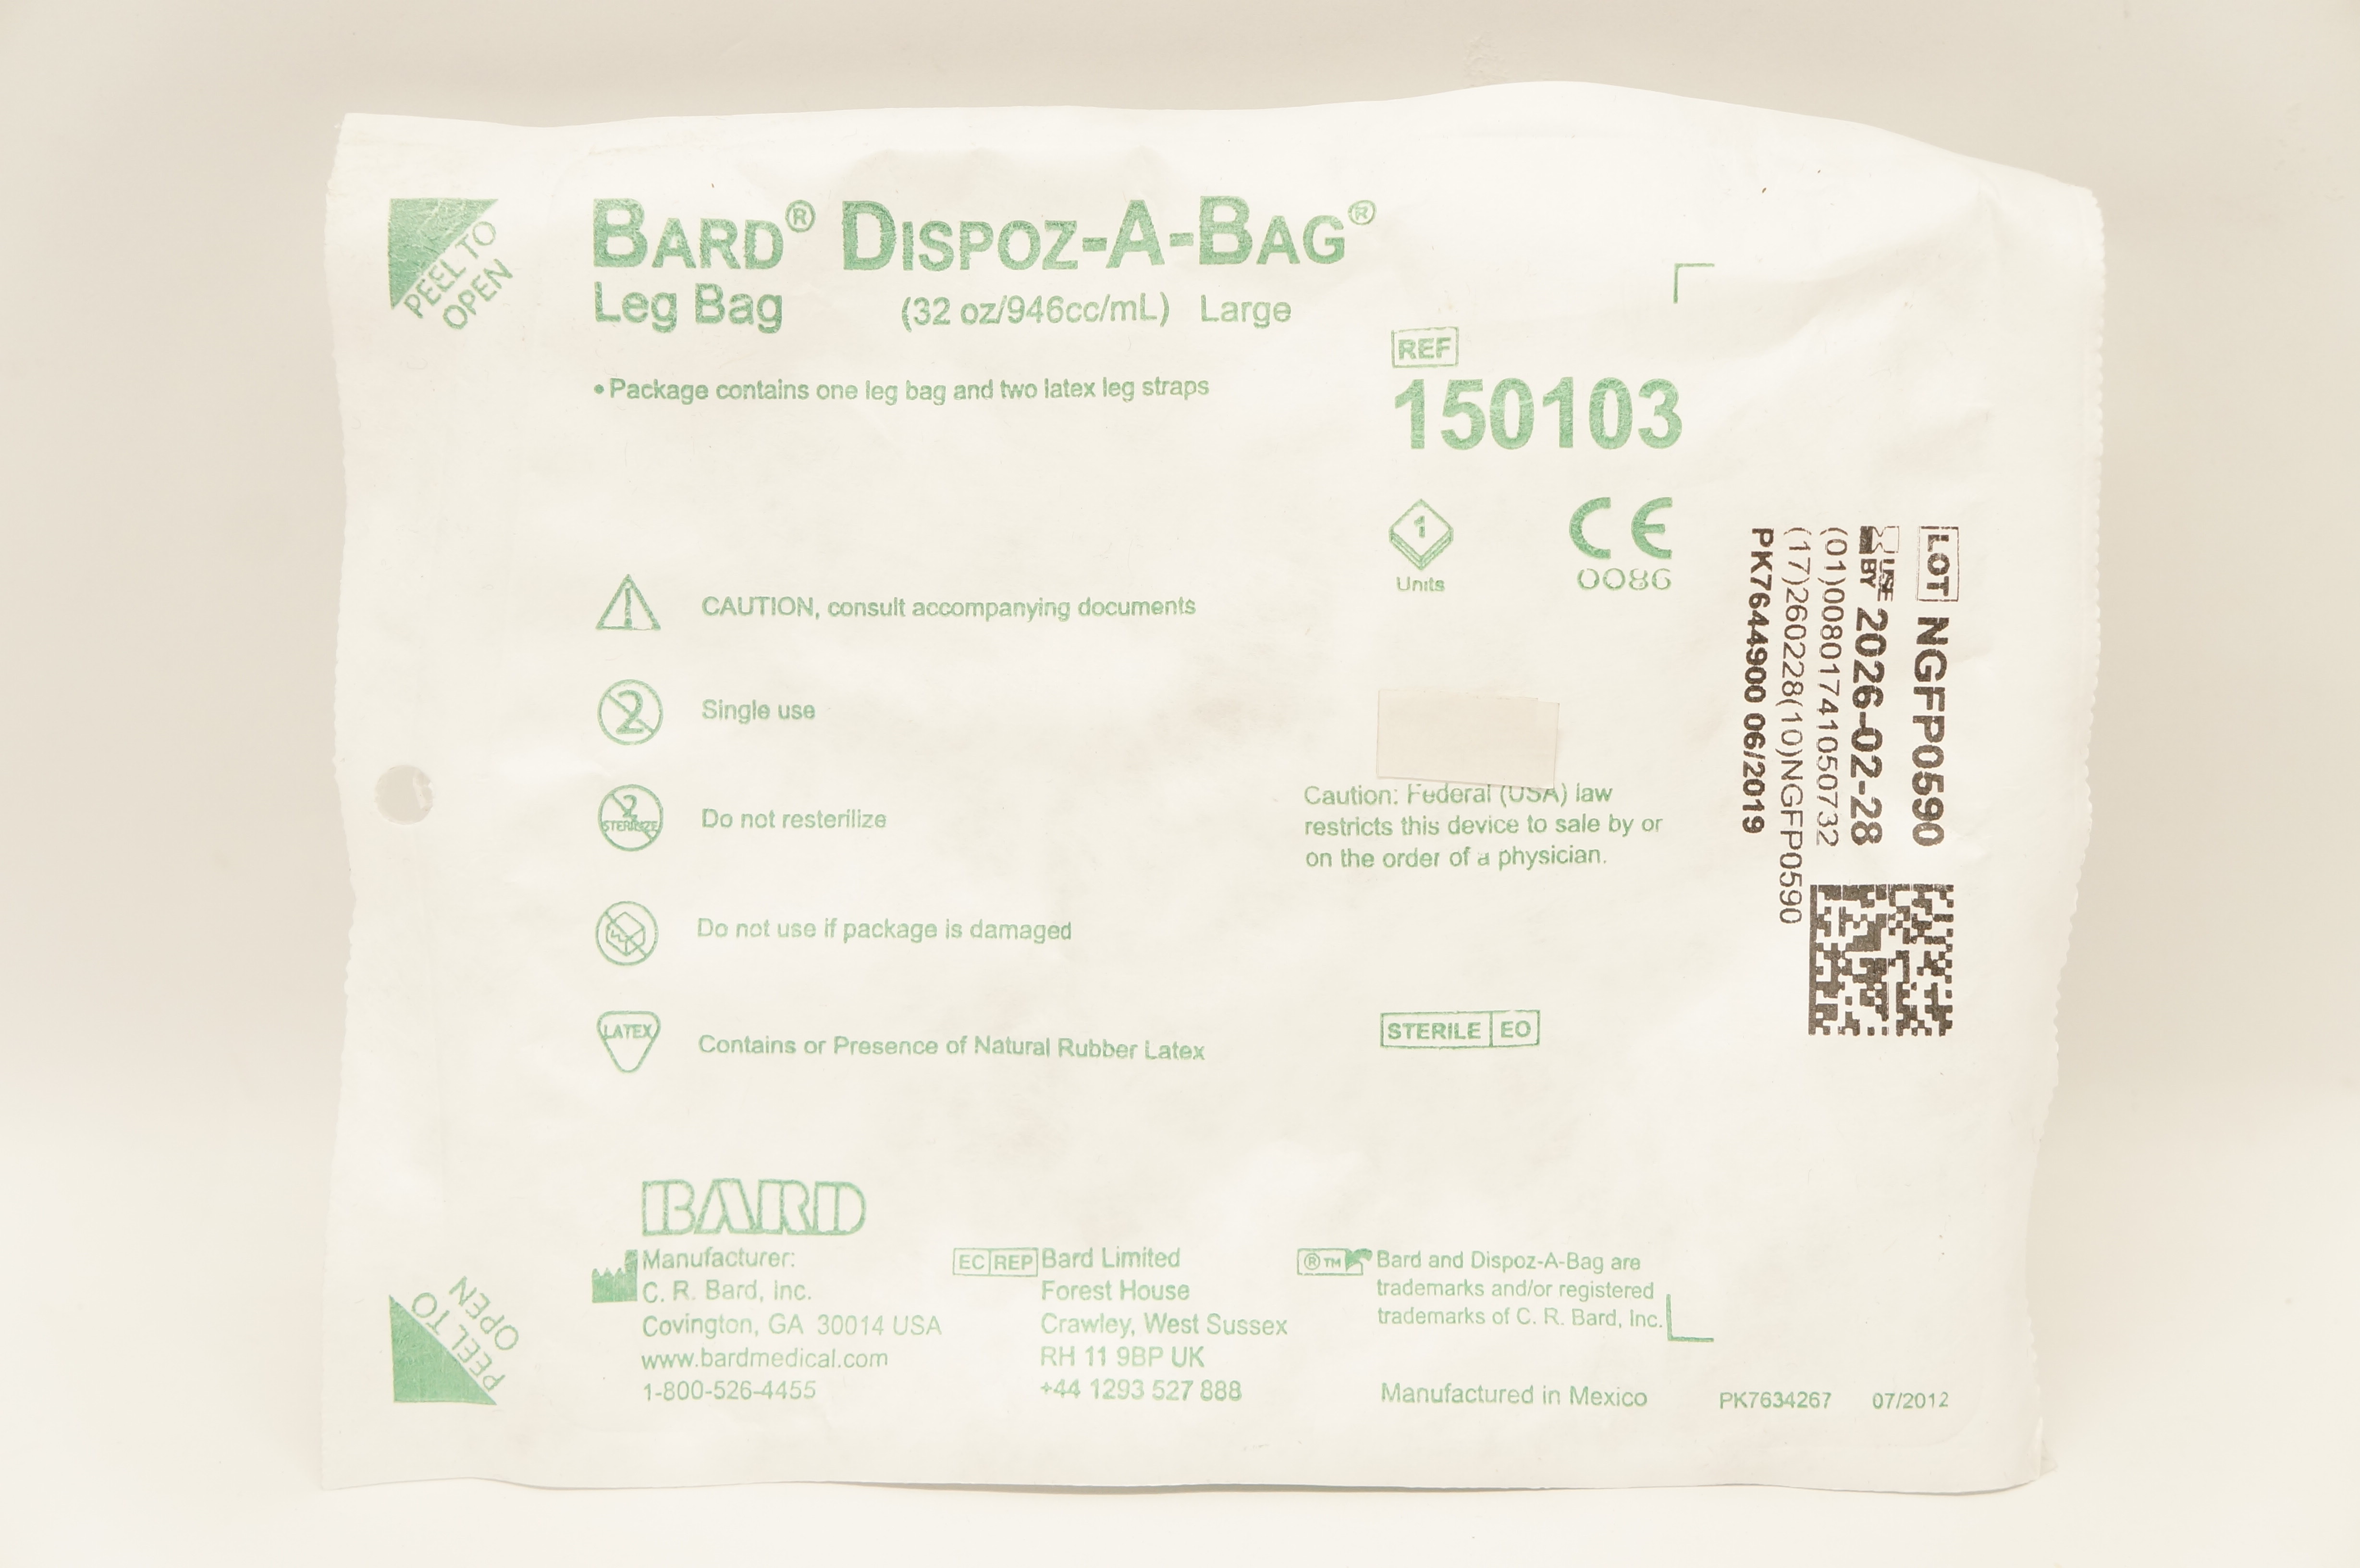 PEEL TO
OPEN
BARD® DISPOZ-A-BAG®
Leg Bag (32 oz/946cc/mL) Large
• Package contains one leg bag and two latex leg straps
REF
150103
1
Units
CE
0086
CAUTION, consult accompanying documents
2
Single use
2
STERILIZE
Do not resterilize
Do not use if package is damaged
LATEX
Contains or Presence of Natural Rubber Latex
Caution: Federal (USA) law
restricts this device to sale by or
on the order of a physician.
STERILE EO
LOT NGFP0590
USE BY 2026-02-28
(01)00801741050732
(17)260228(10)NGFP0590
PK7644900 06/2019
BARD
Manufacturer:
C. R. Bard, Inc.
Covington, GA 30014 USA
www.bardmedical.com
1-800-526-4455
EC REP Bard Limited
Forest House
Crawley, West Sussex
RH 11 9BP UK
+44 1293 527 888
® TM Bard and Dispoz-A-Bag are
trademarks and/or registered
trademarks of C. R. Bard, Inc.
Manufactured in Mexico
PK7634267 07/2012
PEEL TO
OPEN